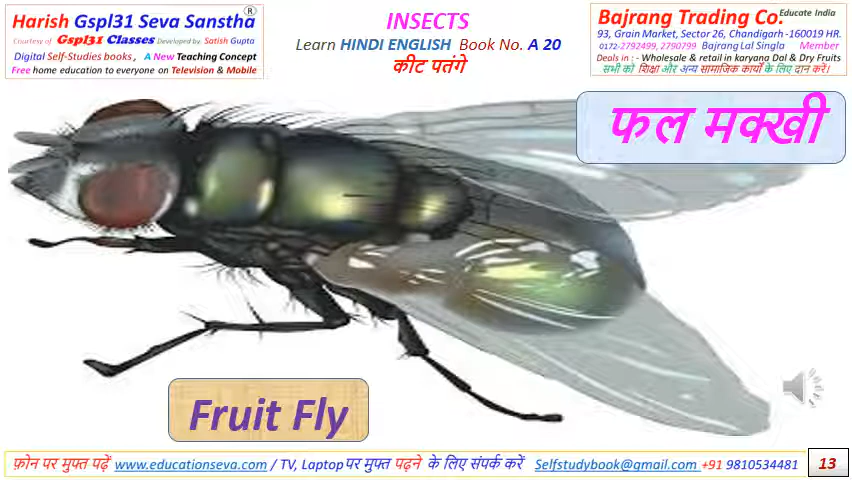 Harish Gspl31 Seva Sanstha ®
Courtesy of Gspl31 Classes Developed by Satish Gupta
Digital Self-Studies books, A New Teaching Concept
Free home education to everyone on Television & Mobile
INSECTS
Learn HINDI ENGLISH Book No. A 20
कीट पतंगे
Bajrang Trading Co. Educate India
93, Grain Market, Sector 26, Chandigarh -160019 HR.
0172-2792499, 2790799 Bajrang Lal Singla Member
Deals in : - Wholesale & retail in karyana Dal & Dry Fruits
सभी को शिक्षा और अन्य सामाजिक कार्यों के लिए दान करें।
फल मक्खी
Fruit Fly
फ़ोन पर मुफ्त पढ़ें www.educationseva.com / TV, Laptop पर मुफ्त पढ़ने के लिए संपर्क करें Selfstudybook@gmail.com +91 9810534481
13